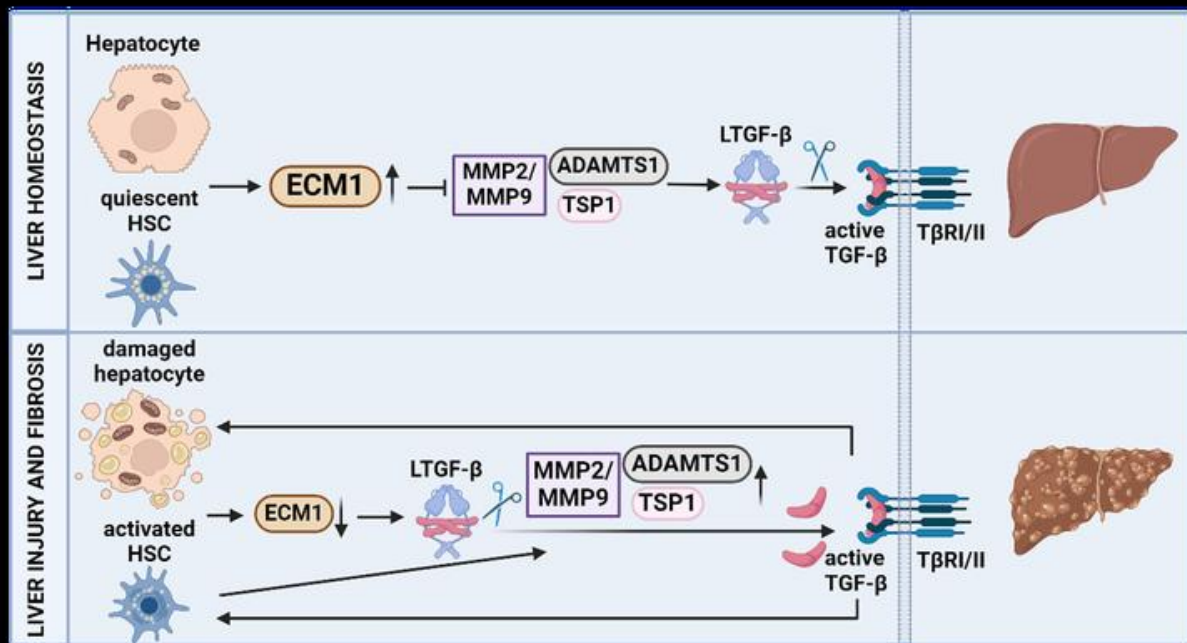 LIVER HOMEOSTASIS
Hepatocyte
quiescent
HSC
ECM1
MMP2/
MMP9
ADAMTS1
TSP1
LTGF-β
active
TGF-β
TβRI/II
LIVER INJURY AND FIBROSIS
damaged
hepatocyte
activated
HSC
ECM1
LTGF-β
MMP2/
MMP9
ADAMTS1
TSP1
active
TGF-β
TβRI/II